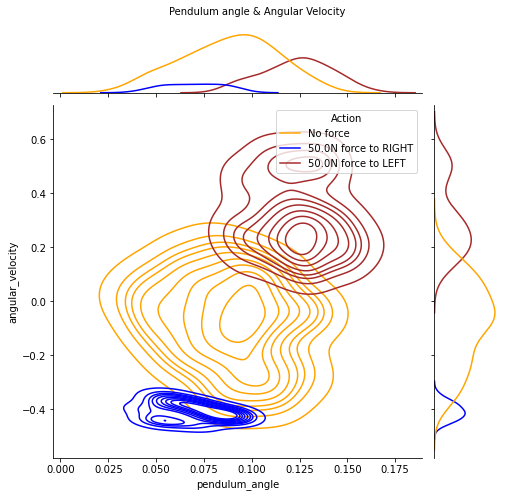 Pendulum angle & Angular Velocity
Action
No force
50.0N force to RIGHT
50.0N force to LEFT
0.6
0.4
0.2
0.0
−0.2
−0.4
angular_velocity
0.000 0.025 0.050 0.075 0.100 0.125 0.150 0.175
pendulum_angle